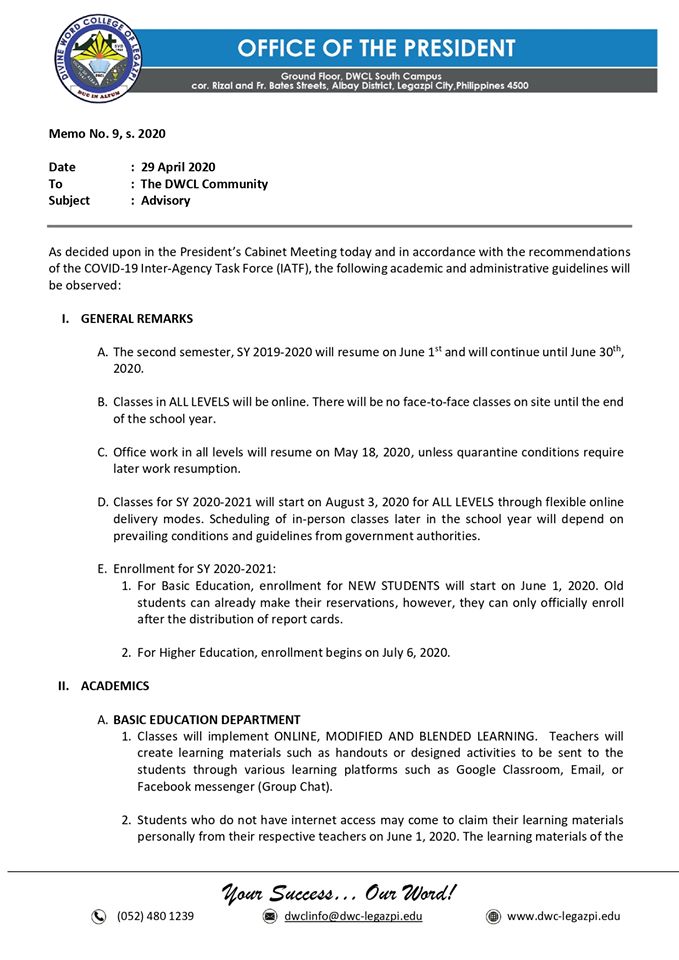 DIVINE WORD COLLEGE OF LEGAZPI
DUC IN ALTUM
OFFICE OF THE PRESIDENT
Ground Floor, DWCL South Campus
cor. Rizal and Fr. Bates Streets, Albay District, Legazpi City,Philippines 4500
Memo No. 9, s. 2020
Date : 29 April 2020
To : The DWCL Community
Subject : Advisory
As decided upon in the President’s Cabinet Meeting today and in accordance with the recommendations
of the COVID-19 Inter-Agency Task Force (IATF), the following academic and administrative guidelines will
be observed:
I. GENERAL REMARKS
A. The second semester, SY 2019-2020 will resume on June 1st and will continue until June 30th,
2020.
B. Classes in ALL LEVELS will be online. There will be no face-to-face classes on site until the end
of the school year.
C. Office work in all levels will resume on May 18, 2020, unless quarantine conditions require
later work resumption.
D. Classes for SY 2020-2021 will start on August 3, 2020 for ALL LEVELS through flexible online
delivery modes. Scheduling of in-person classes later in the school year will depend on
prevailing conditions and guidelines from government authorities.
E. Enrollment for SY 2020-2021:
1. For Basic Education, enrollment for NEW STUDENTS will start on June 1, 2020. Old
students can already make their reservations, however, they can only officially enroll
after the distribution of report cards.
2. For Higher Education, enrollment begins on July 6, 2020.
II. ACADEMICS
A. BASIC EDUCATION DEPARTMENT
1. Classes will implement ONLINE, MODIFIED AND BLENDED LEARNING. Teachers will
create learning materials such as handouts or designed activities to be sent to the
students through various learning platforms such as Google Classroom, Email, or
Facebook messenger (Group Chat).
2. Students who do not have internet access may come to claim their learning materials
personally from their respective teachers on June 1, 2020. The learning materials of the
Your Success... Our Word!
(052) 480 1239 dwclinfo@dwc-legazpi.edu www.dwc-legazpi.edu